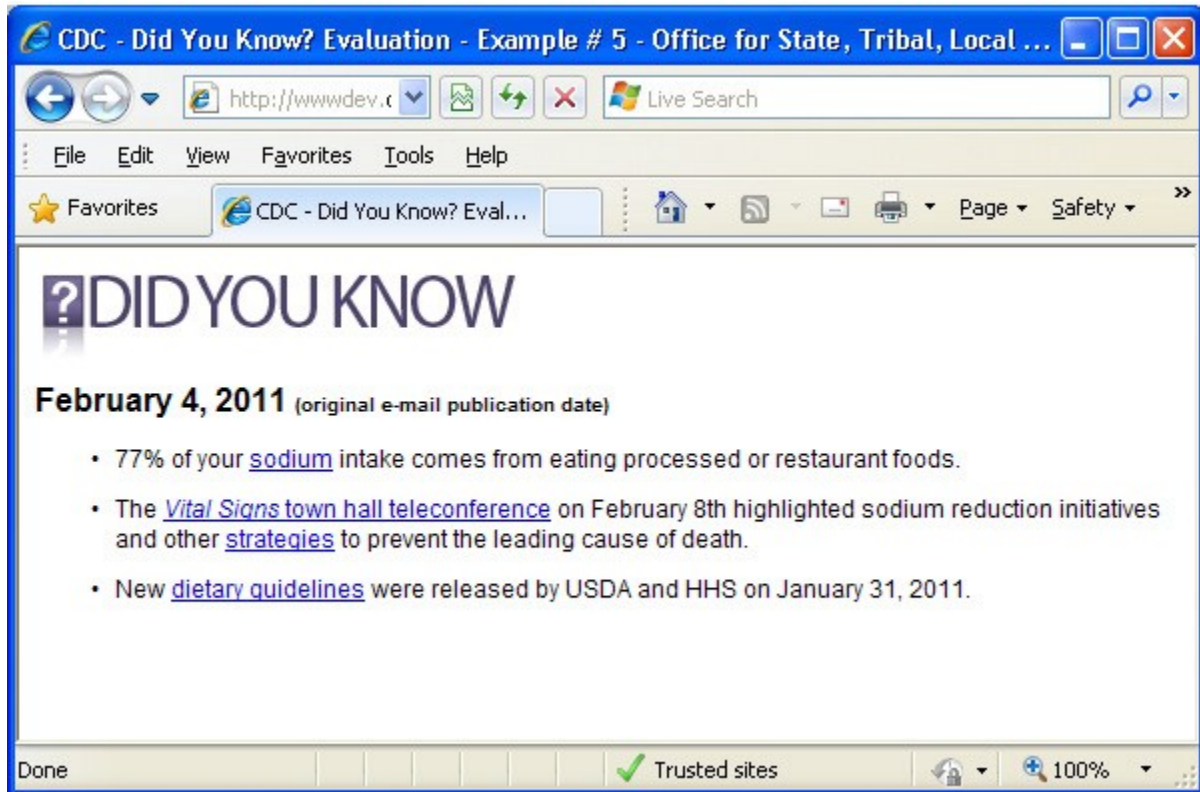 CDC - Did You Know? Evaluation - Example # 5 - Office for State, Tribal, Local ...
http://wwwdev.c
Live Search
File Edit View Favorites Tools Help
Favorites
CDC - Did You Know? Eval...
Page
Safety
»
? DID YOU KNOW
February 4, 2011 (original e-mail publication date)
• 77% of your sodium intake comes from eating processed or restaurant foods.
• The Vital Signs town hall teleconference on February 8th highlighted sodium reduction initiatives
and other strategies to prevent the leading cause of death.
• New dietary guidelines were released by USDA and HHS on January 31, 2011.
Done
Trusted sites
100%